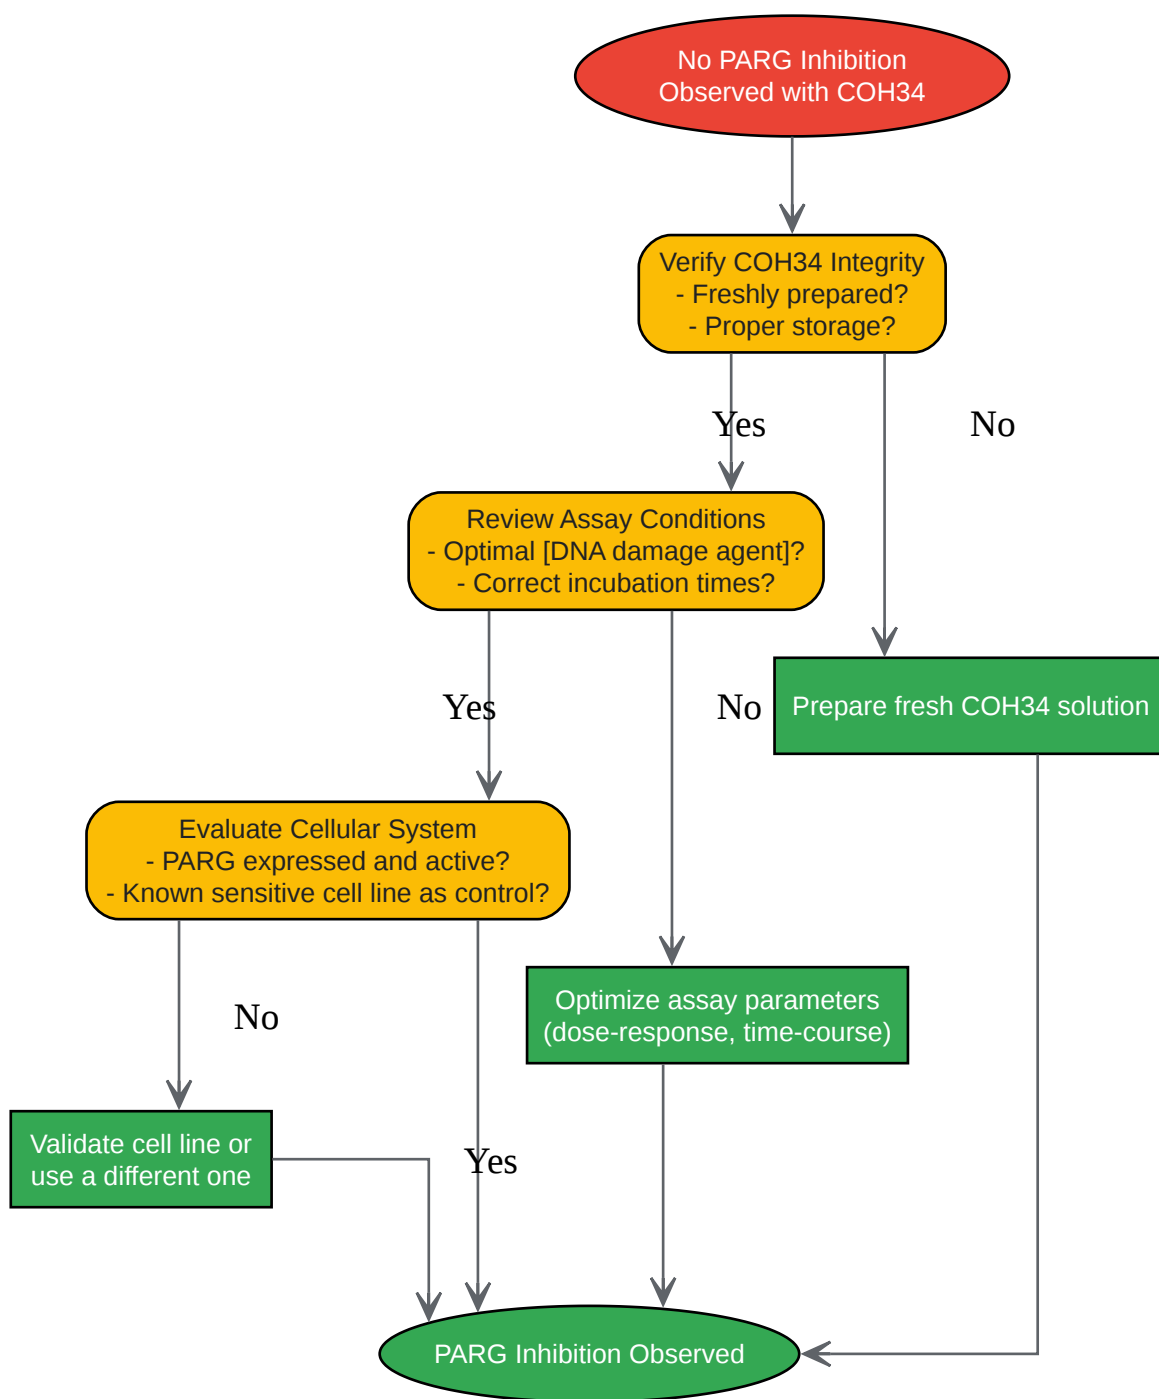 No PARG Inhibition
Observed with COH34
Verify COH34 Integrity
- Freshly prepared?
- Proper storage?
Yes
No
Review Assay Conditions
- Optimal [DNA damage agent]?
- Correct incubation times?
Yes
No
Prepare fresh COH34 solution
Evaluate Cellular System
- PARG expressed and active?
- Known sensitive cell line as control?
No
Optimize assay parameters
(dose-response, time-course)
Validate cell line or
use a different one
Yes
PARG Inhibition Observed